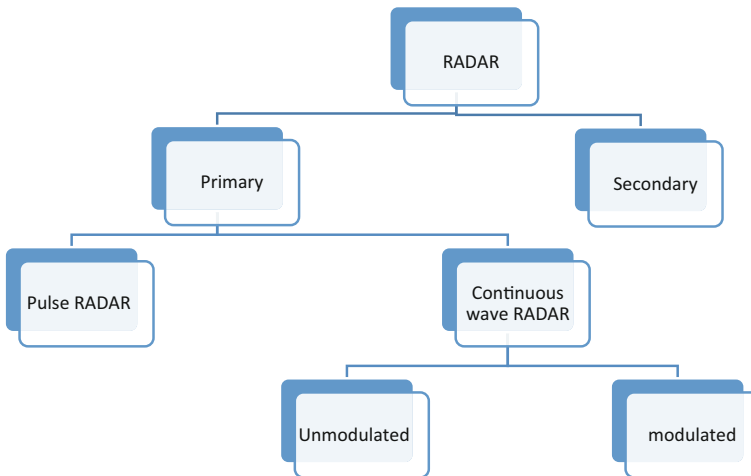 RADAR
Primary
Secondary
Pulse RADAR
Continuous
wave RADAR
Unmodulated
modulated